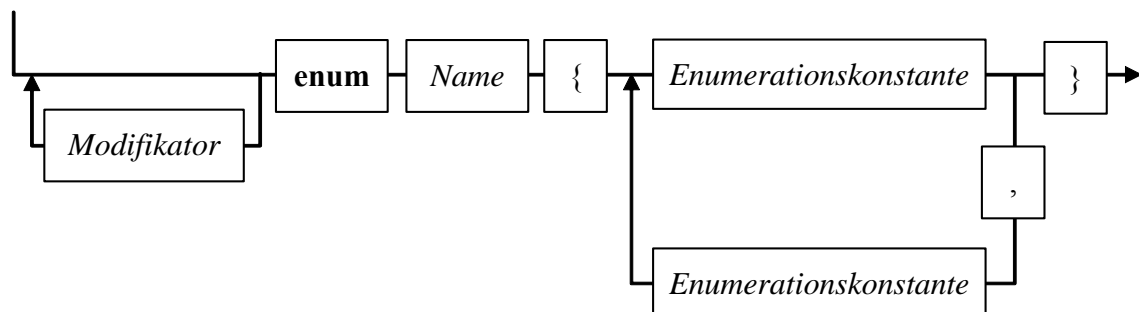 enum Name { Enumerationskonstante }
Modifikator
,
Enumerationskonstante